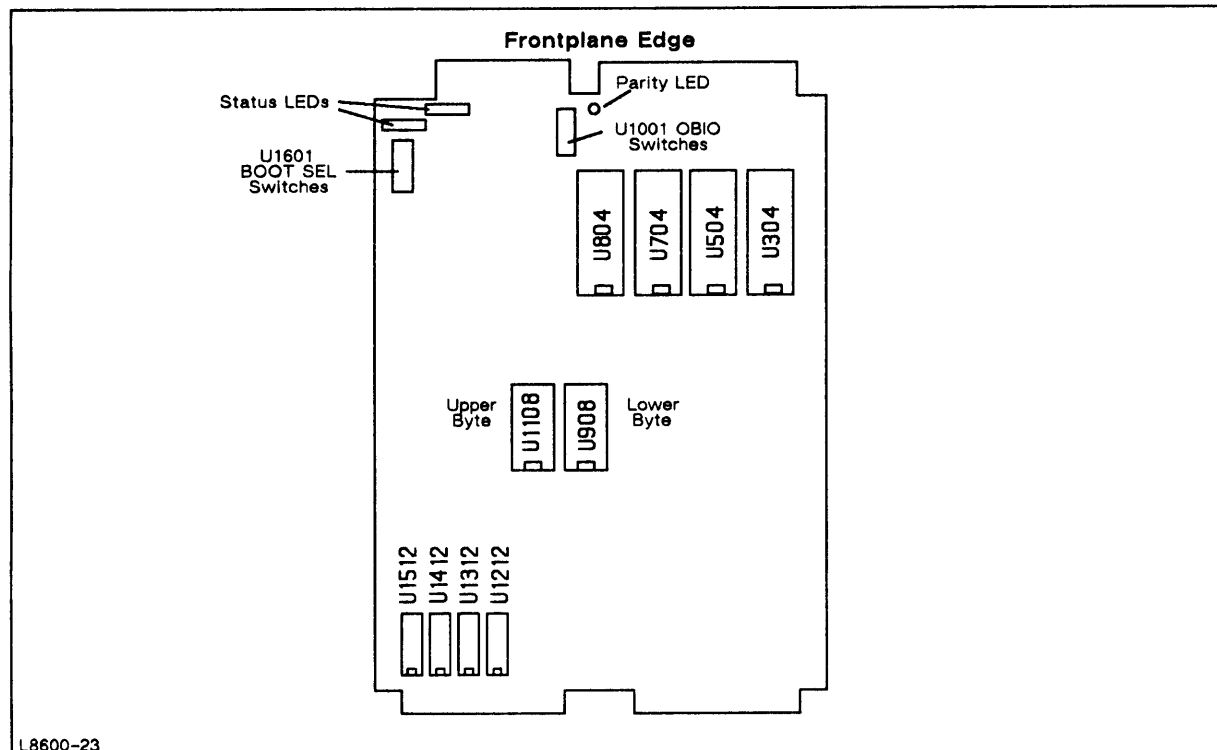 Frontplane Edge
Status LEDs
Parity LED
U1001 OBIO
Switches
U1601
BOOT SEL
Switches
U804
U704
U504
U304
Upper
Byte
U1108
U908
Lower
Byte
U1512
U1412
U1312
U1212
L8600-23